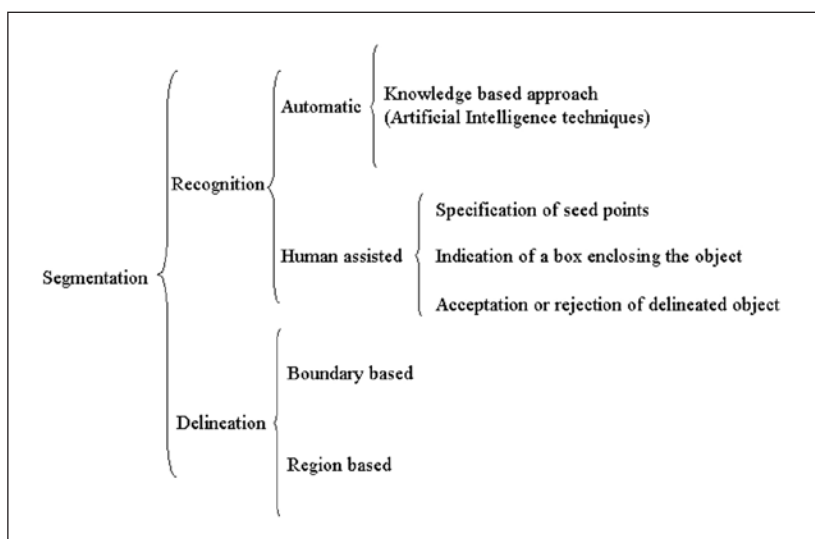 Segmentation
Recognition
Automatic
Knowledge based approach
(Artificial Intelligence techniques)
Human assisted
Specification of seed points
Indication of a box enclosing the object
Acceptation or rejection of delineated object
Delineation
Boundary based
Region based